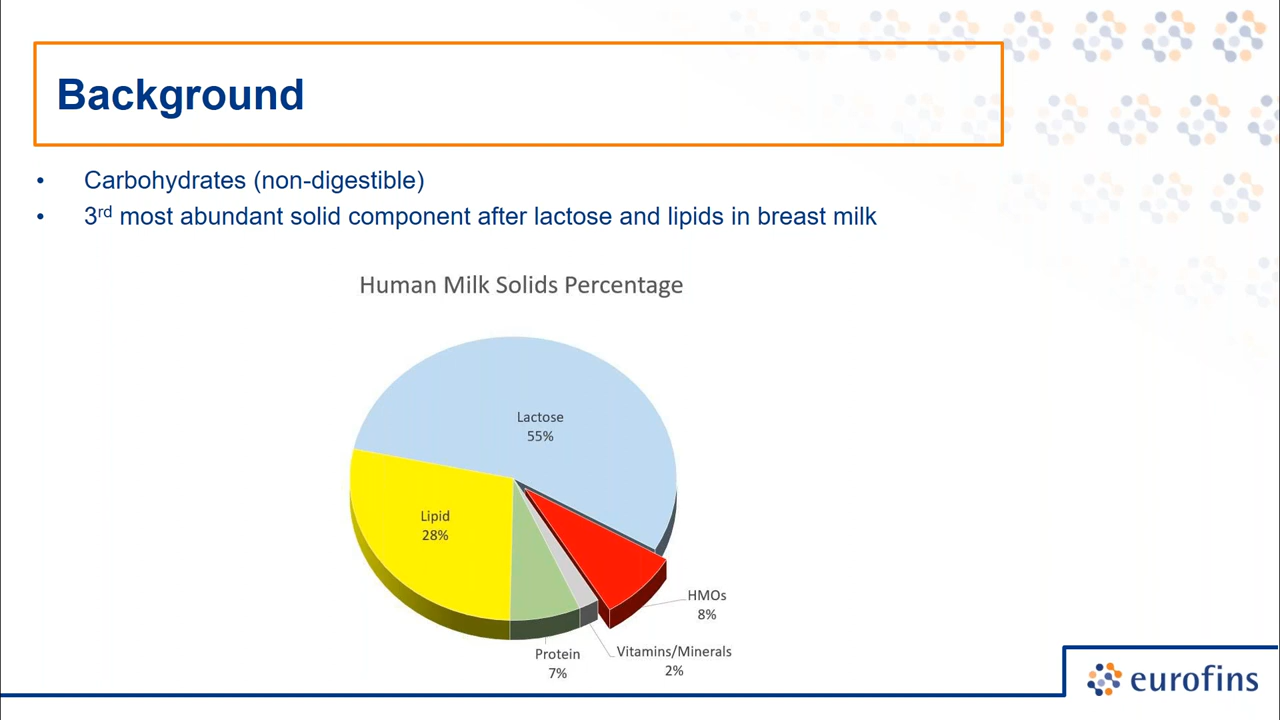 Background
• Carbohydrates (non-digestible)
• 3rd most abundant solid component after lactose and lipids in breast milk
Human Milk Solids Percentage
Lactose
55%
Lipid
28%
HMOs
8%
Vitamins/Minerals
2%
Protein
7%
eurofins